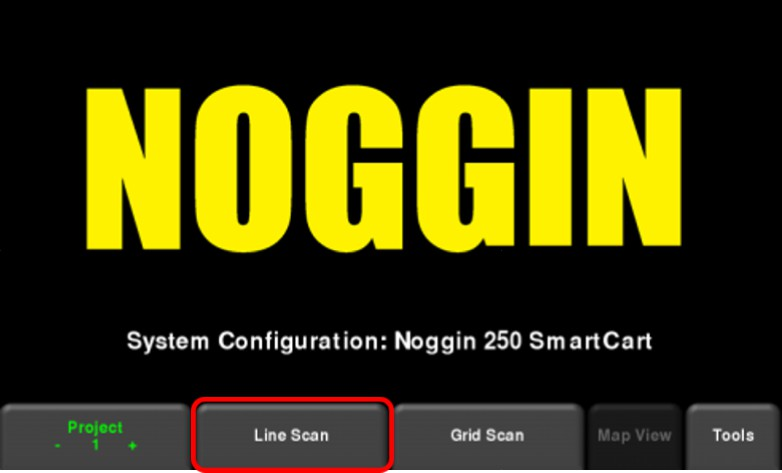 NOGGIN
System Configuration: Noggin 250 SmartCart
Project
- 1 +
Line Scan
Grid Scan
Map View
Tools